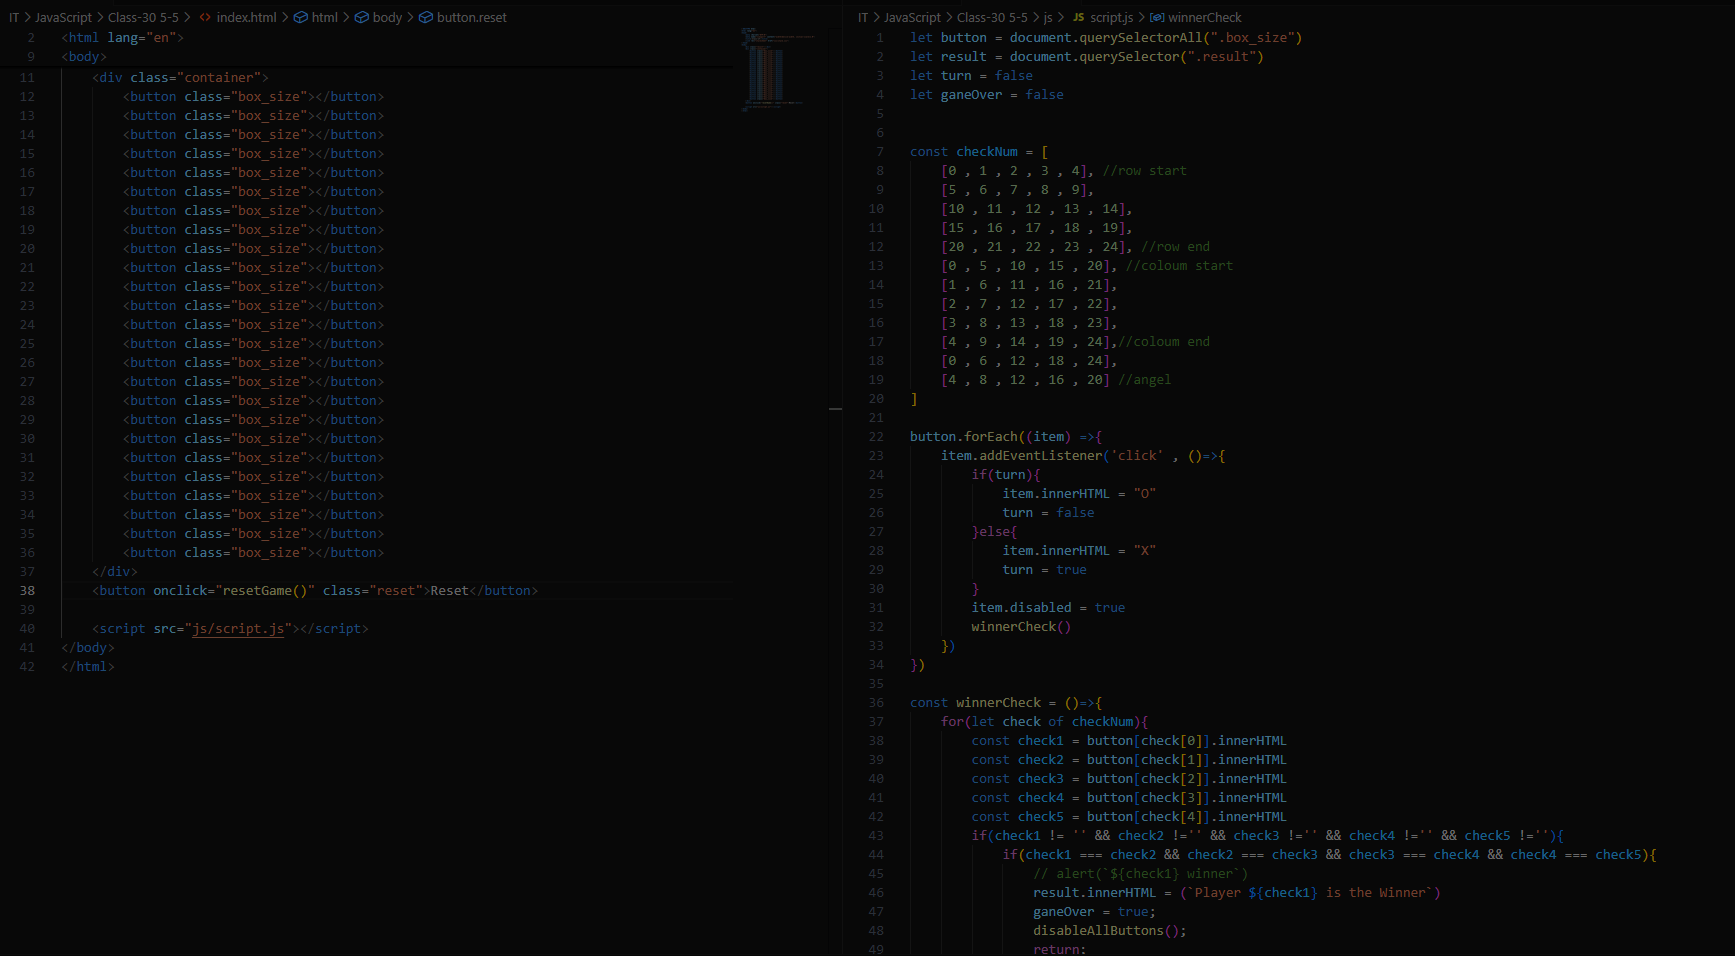 IT > JavaScript > Class-30 5-5 > <> index.html > html > body > button.reset
2 <html lang="en">
9 <body>
11 <div class="container">
12 <button class="box_size"></button>
13 <button class="box_size"></button>
14 <button class="box_size"></button>
15 <button class="box_size"></button>
16 <button class="box_size"></button>
17 <button class="box_size"></button>
18 <button class="box_size"></button>
19 <button class="box_size"></button>
20 <button class="box_size"></button>
21 <button class="box_size"></button>
22 <button class="box_size"></button>
23 <button class="box_size"></button>
24 <button class="box_size"></button>
25 <button class="box_size"></button>
26 <button class="box_size"></button>
27 <button class="box_size"></button>
28 <button class="box_size"></button>
29 <button class="box_size"></button>
30 <button class="box_size"></button>
31 <button class="box_size"></button>
32 <button class="box_size"></button>
33 <button class="box_size"></button>
34 <button class="box_size"></button>
35 <button class="box_size"></button>
36 <button class="box_size"></button>
37 </div>
38 <button onclick="resetGame()" class="reset">Reset</button>
39
40 <script src="js/script.js"></script>
41 </body>
42 </html>
IT > JavaScript > Class-30 5-5 > js > JS script.js > winnerCheck
1 let button = document.querySelectorAll(".box_size")
2 let result = document.querySelector(".result")
3 let turn = false
4 let ganeOver = false
5
6
7 const checkNum = [
8 [0 , 1 , 2 , 3 , 4], //row start
9 [5 , 6 , 7 , 8 , 9],
10 [10 , 11 , 12 , 13 , 14],
11 [15 , 16 , 17 , 18 , 19],
12 [20 , 21 , 22 , 23 , 24], //row end
13 [0 , 5 , 10 , 15 , 20], //coloum start
14 [1 , 6 , 11 , 16 , 21],
15 [2 , 7 , 12 , 17 , 22],
16 [3 , 8 , 13 , 18 , 23],
17 [4 , 9 , 14 , 19 , 24],//coloum end
18 [0 , 6 , 12 , 18 , 24],
19 [4 , 8 , 12 , 16 , 20] //angel
20 ]
21
22 button.forEach((item) =>{
23 item.addEventListener('click' , ()=>{
24 if(turn){
25 item.innerHTML = "O"
26 turn = false
27 }else{
28 item.innerHTML = "X"
29 turn = true
30 }
31 item.disabled = true
32 winnerCheck()
33 })
34 })
35
36 const winnerCheck = ()=>{
37 for(let check of checkNum){
38 const check1 = button[check[0]].innerHTML
39 const check2 = button[check[1]].innerHTML
40 const check3 = button[check[2]].innerHTML
41 const check4 = button[check[3]].innerHTML
42 const check5 = button[check[4]].innerHTML
43 if(check1 != '' && check2 !='' && check3 !='' && check4 !='' && check5 !=''){
44 if(check1 === check2 && check2 === check3 && check3 === check4 && check4 === check5){
45 // alert(`${check1} winner`)
46 result.innerHTML = (`Player ${check1} is the Winner`)
47 ganeOver = true;
48 disableAllButtons();
49 return;